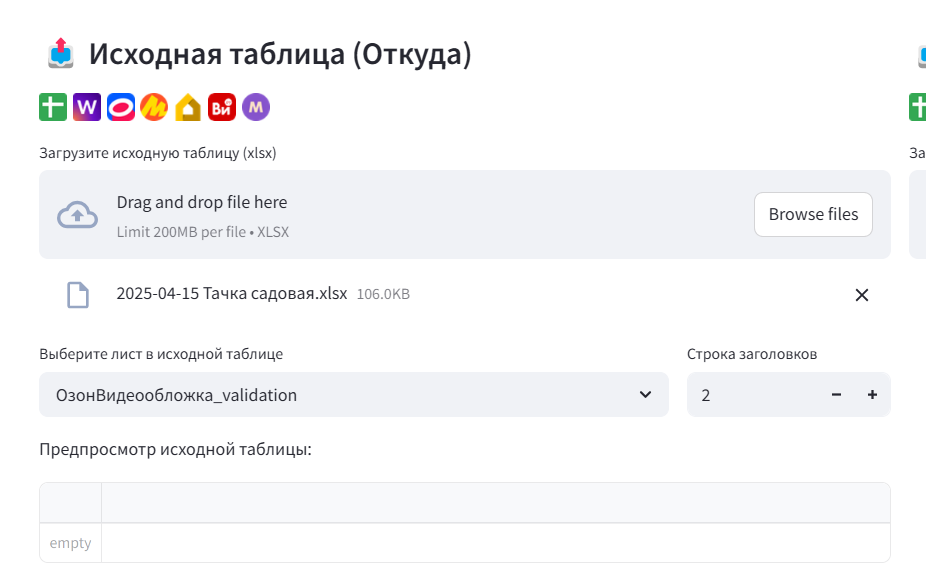 Исходная таблица (Откуда)
W
Ви
М
Загрузите исходную таблицу (xlsx)
За
Drag and drop file here
Limit 200MB per file • XLSX
Browse files
2025-04-15 Тачка садовая.xlsx 106.0KB
Выберите лист в исходной таблице
Строка заголовков
ОзонВидеообложка_validation
2
Предпросмотр исходной таблицы:
empty